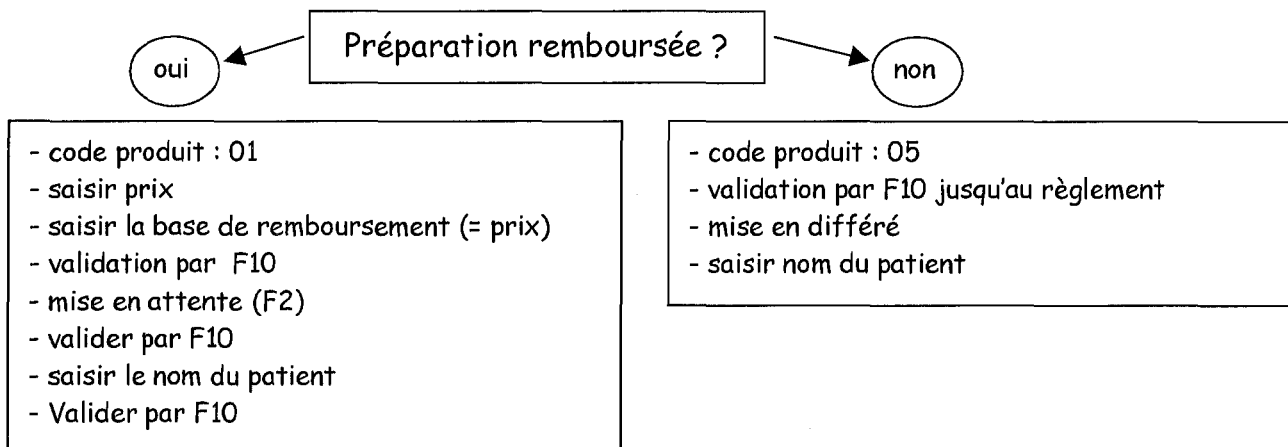 Préparation remboursée ?
oui
non
- code produit : 01
- saisir prix
- saisir la base de remboursement (= prix)
- validation par F10
- mise en attente (F2)
- valider par F10
- saisir le nom du patient
- Valider par F10
- code produit : 05
- validation par F10 jusqu'au règlement
- mise en différé
- saisir nom du patient